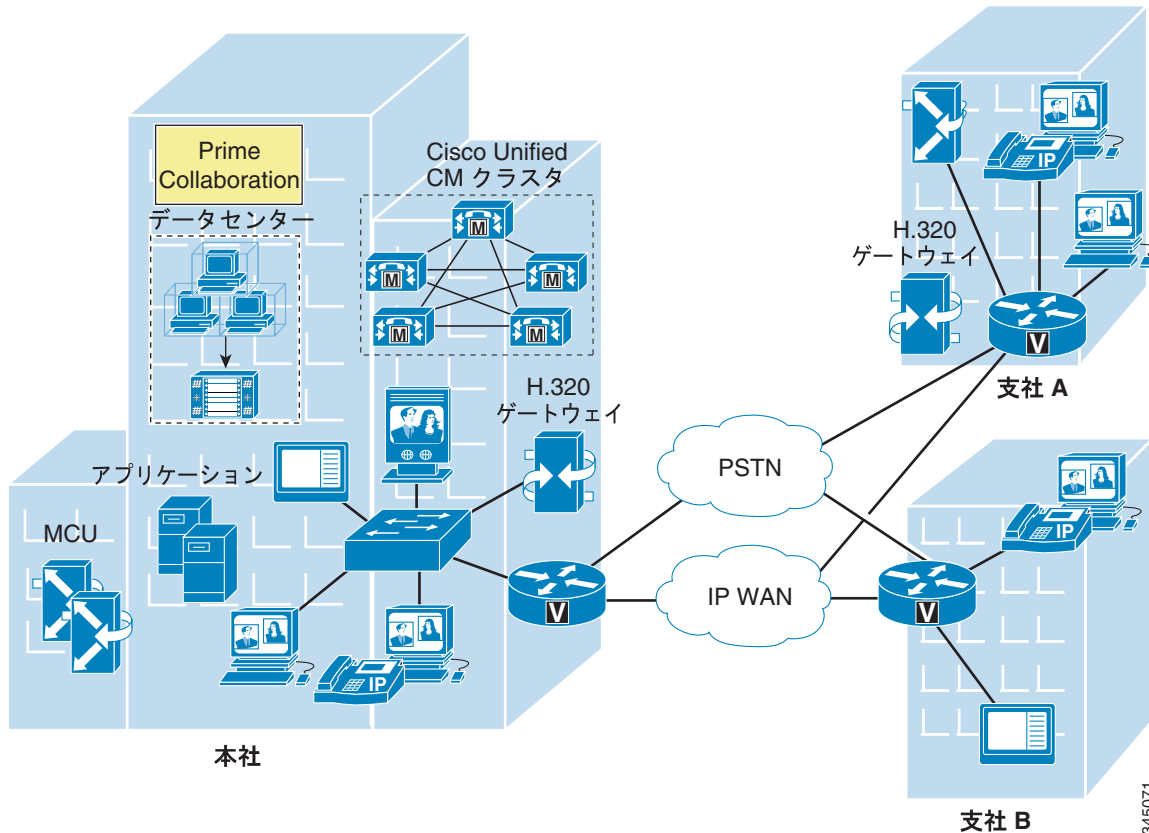 Prime
Collaboration
データセンター
Cisco Unified
CM クラスタ
M
M
M
M
M
H.320
ゲートウェイ
アプリケーション
MCU
IP
V
本社
PSTN
IP WAN
H.320
ゲートウェイ
IP
V
支社 A
IP
V
支社 B
345071